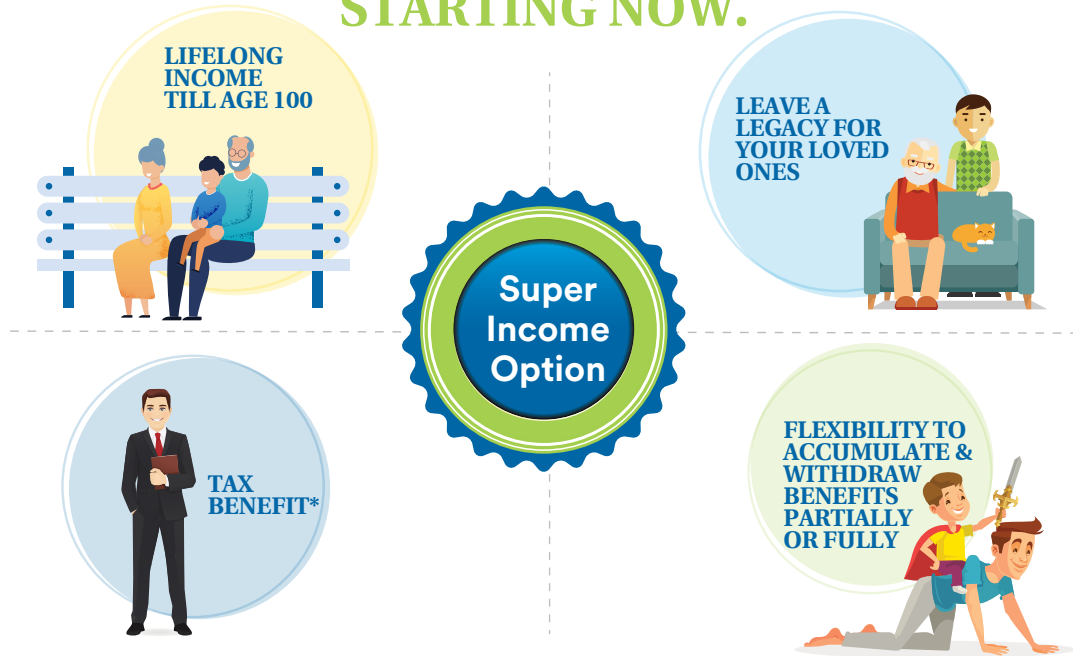 STARTING NOW.
LIFELONG
INCOME
TILL AGE 100
LEAVE A
LEGACY FOR
YOUR LOVED
ONES
Super
Income
Option
TAX
BENEFIT*
FLEXIBILITY TO
ACCUMULATE &
WITHDRAW
BENEFITS
PARTIALLY
OR FULLY